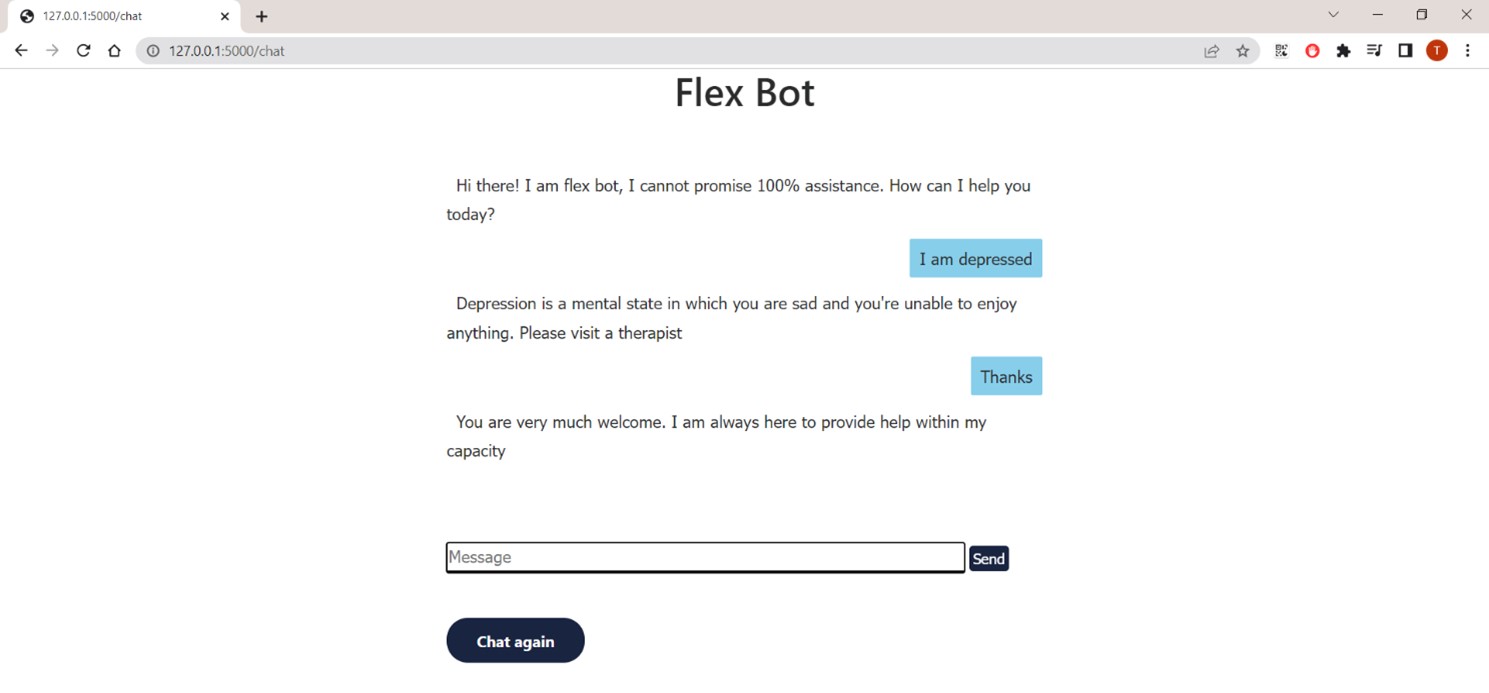 127.0.0.1:5000/chat
127.0.0.1:5000/chat
T
Flex Bot
Hi there! I am flex bot, I cannot promise 100% assistance. How can I help you
today?
I am depressed
Depression is a mental state in which you are sad and you're unable to enjoy
anything. Please visit a therapist
Thanks
You are very much welcome. I am always here to provide help within my
capacity
Message
Send
Chat again